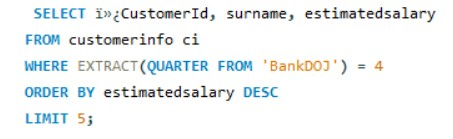 SELECT ï»¿CustomerId, surname, estimatedsalary
FROM customerinfo ci
WHERE EXTRACT(QUARTER FROM 'BankDOJ') = 4
ORDER BY estimatedsalary DESC
LIMIT 5;